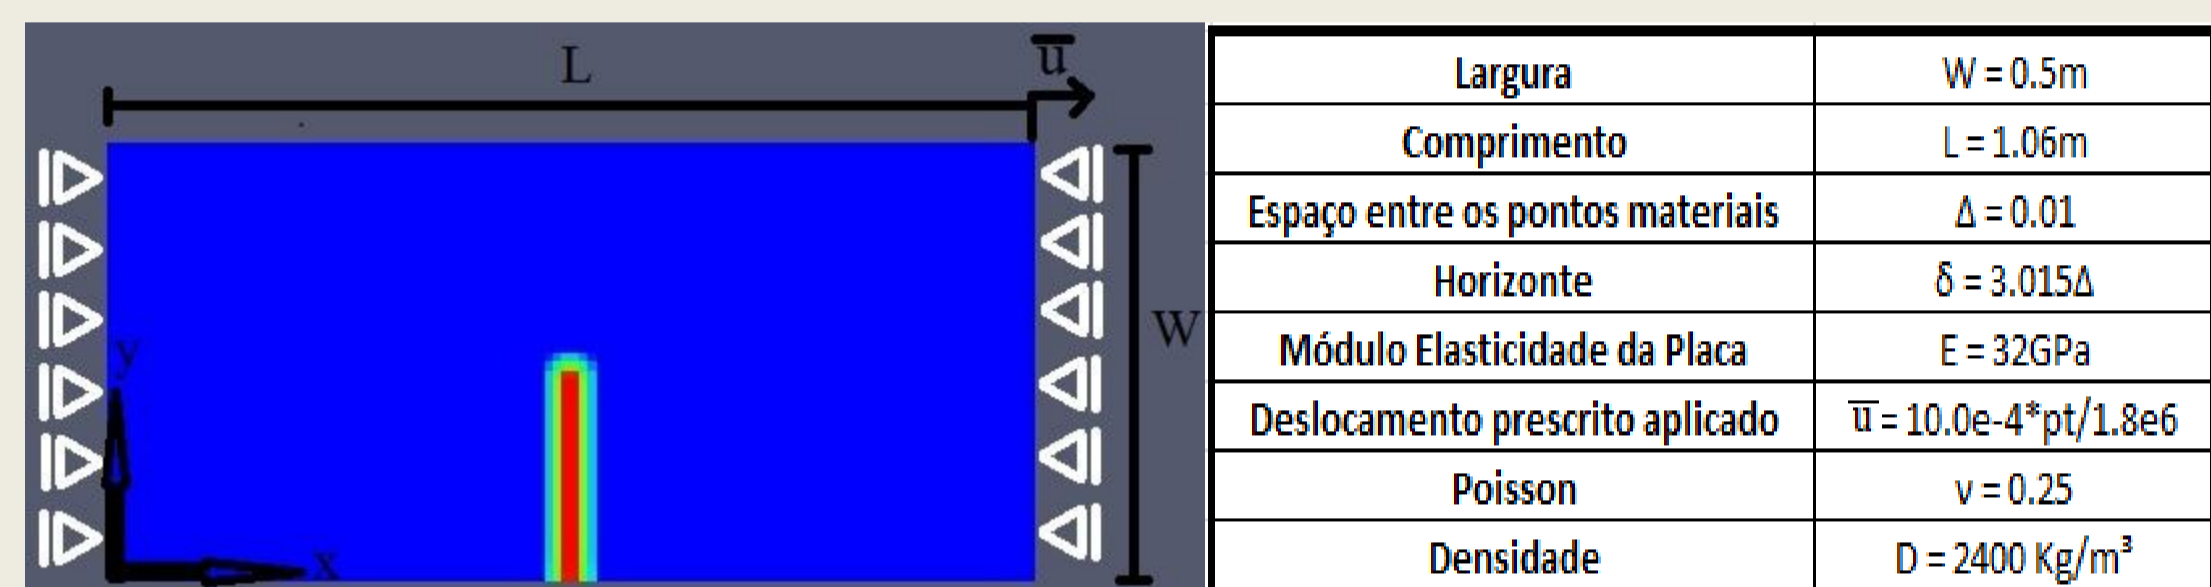 L
u̅
W
y
x
Largura W = 0.5m
Comprimento L = 1.06m
Espaço entre os pontos materiais Δ = 0.01
Horizonte δ = 3.015Δ
Módulo Elasticidade da Placa E = 32GPa
Deslocamento prescrito aplicado u̅ = 10.0e-4*pt/1.8e6
Poisson v = 0.25
Densidade D = 2400 Kg/m³